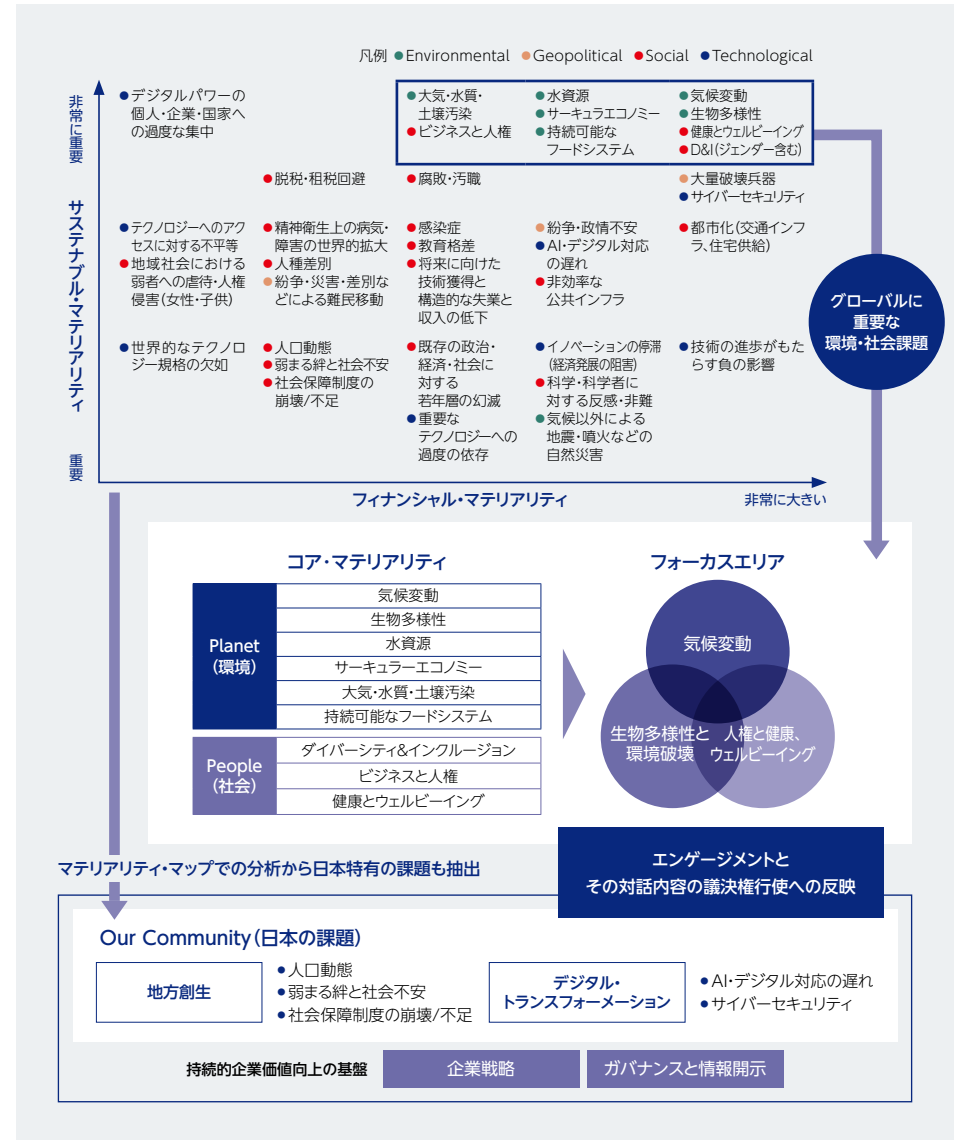 凡例 ●Environmental ●Geopolitical ●Social ●Technological
非常に重要
サステナブル・マテリアリティ
重要
●デジタルパワーの
個人・企業・国家へ
の過度な集中
●大気・水質・
土壌汚染
●ビジネスと人権
●水資源
●サーキュラエコノミー
●持続可能な
フードシステム
●気候変動
●生物多様性
●健康とウェルビーイング
●D&I(ジェンダー含む)
●脱税・租税回避
●腐敗・汚職
●大量破壊兵器
●サイバーセキュリティ
●テクノロジーへのアク
セスに対する不平等
●地域社会における
弱者への虐待・人権
侵害(女性・子供)
●精神衛生上の病気・
障害の世界的拡大
●人種差別
●紛争・災害・差別な
どによる難民移動
●感染症
●教育格差
●将来に向けた
技術獲得と
構造的な失業と
収入の低下
●紛争・政情不安
●AI・デジタル対応
の遅れ
●非効率な
公共インフラ
●都市化(交通インフ
ラ、住宅供給)
●世界的なテクノロ
ジー規格の欠如
●人口動態
●弱まる絆と社会不安
●社会保障制度の
崩壊/不足
●既存の政治・
経済・社会に
対する
若年層の幻滅
●重要な
テクノロジーへの
過度の依存
●イノベーションの停滞
(経済発展の阻害)
●科学・科学者に
対する反感・非難
●気候以外による
地震・噴火などの
自然災害
●技術の進歩がもた
らす負の影響
グローバルに
重要な
環境・社会課題
フィナンシャル・マテリアリティ
非常に大きい
コア・マテリアリティ
Planet
(環境)
気候変動
生物多様性
水資源
サーキュラーエコノミー
大気・水質・土壌汚染
持続可能なフードシステム
People
(社会)
ダイバーシティ&インクルージョン
ビジネスと人権
健康とウェルビーイング
フォーカスエリア
気候変動
生物多様性と
環境破壊
人権と健康、
ウェルビーイング
マテリアリティ・マップでの分析から日本特有の課題も抽出
エンゲージメントと
その対話内容の議決権行使への反映
Our Community(日本の課題)
地方創生
●人口動態
●弱まる絆と社会不安
●社会保障制度の崩壊/不足
デジタル・
トランスフォーメーション
●AI・デジタル対応の遅れ
●サイバーセキュリティ
持続的企業価値向上の基盤
企業戦略
ガバナンスと情報開示